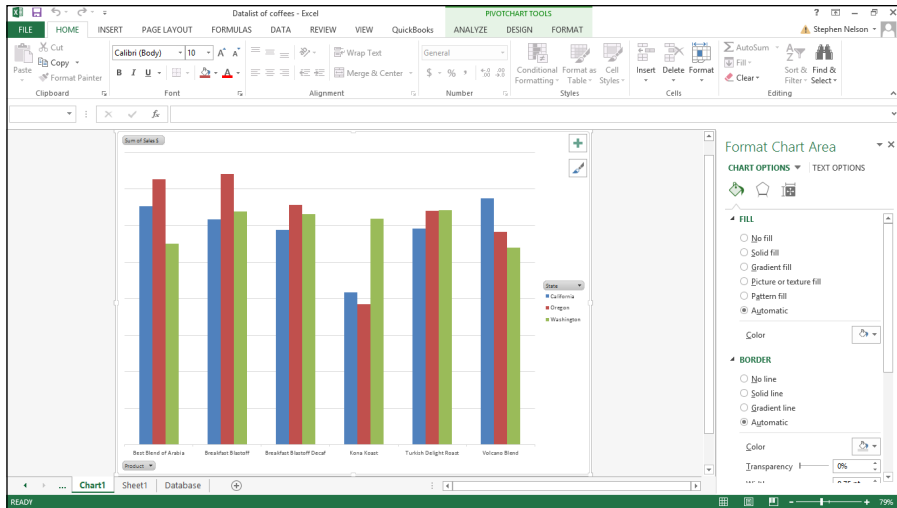 Datalist of coffees - Excel
PIVOTCHART TOOLS
FILE HOME INSERT PAGE LAYOUT FORMULAS DATA REVIEW VIEW QuickBooks ANALYZE DESIGN FORMAT
Stephen Nelson
Paste
Cut
Copy
Format Painter
Clipboard
Calibri (Body) 10
B I U
Font
Wrap Text
Merge & Center
Alignment
General
$ - % ,
Number
Conditional Formatting
Format as Table
Cell Styles
Styles
Insert Delete Format
Cells
AutoSum
Fill
Clear
Sort & Filter
Find & Select
Editing
fx
Sum of Sales $
State
California
Oregon
Washington
Best Blend of Arabia Breakfast Blastoff Breakfast Blastoff Decaf Kona Koast Turkish Delight Roast Volcano Blend
Product
Format Chart Area
CHART OPTIONS TEXT OPTIONS
FILL
No fill
Solid fill
Gradient fill
Picture or texture fill
Pattern fill
Automatic
Color
BORDER
No line
Solid line
Gradient line
Automatic
Color
Transparency 0%
... Chart1 Sheet1 Database
READY
79%